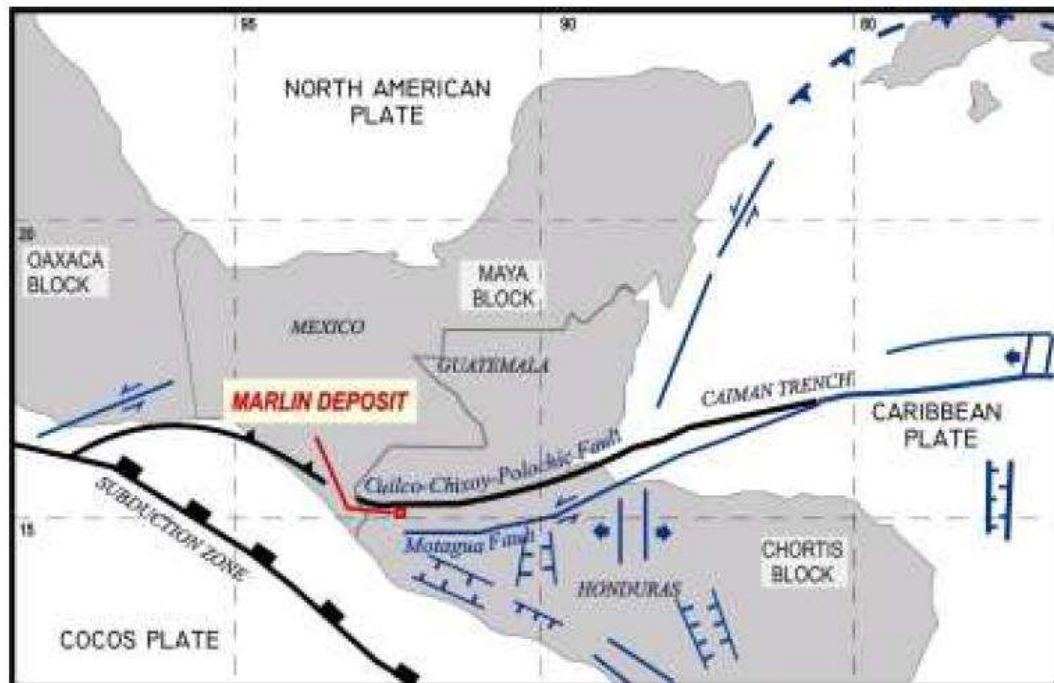 95
90
80
NORTH AMERICAN
PLATE
20
OAXACA
BLOCK
MAYA
BLOCK
MEXICO
GUATEMALA
MARLIN DEPOSIT
CAIMAN TRENCH
CARIBBEAN
PLATE
Cuilco-Chixoy-Polochic Fault
15
SUBDUCTION ZONE
Motagua Fault
CHORTIS
BLOCK
HONDURAS
COCOS PLATE